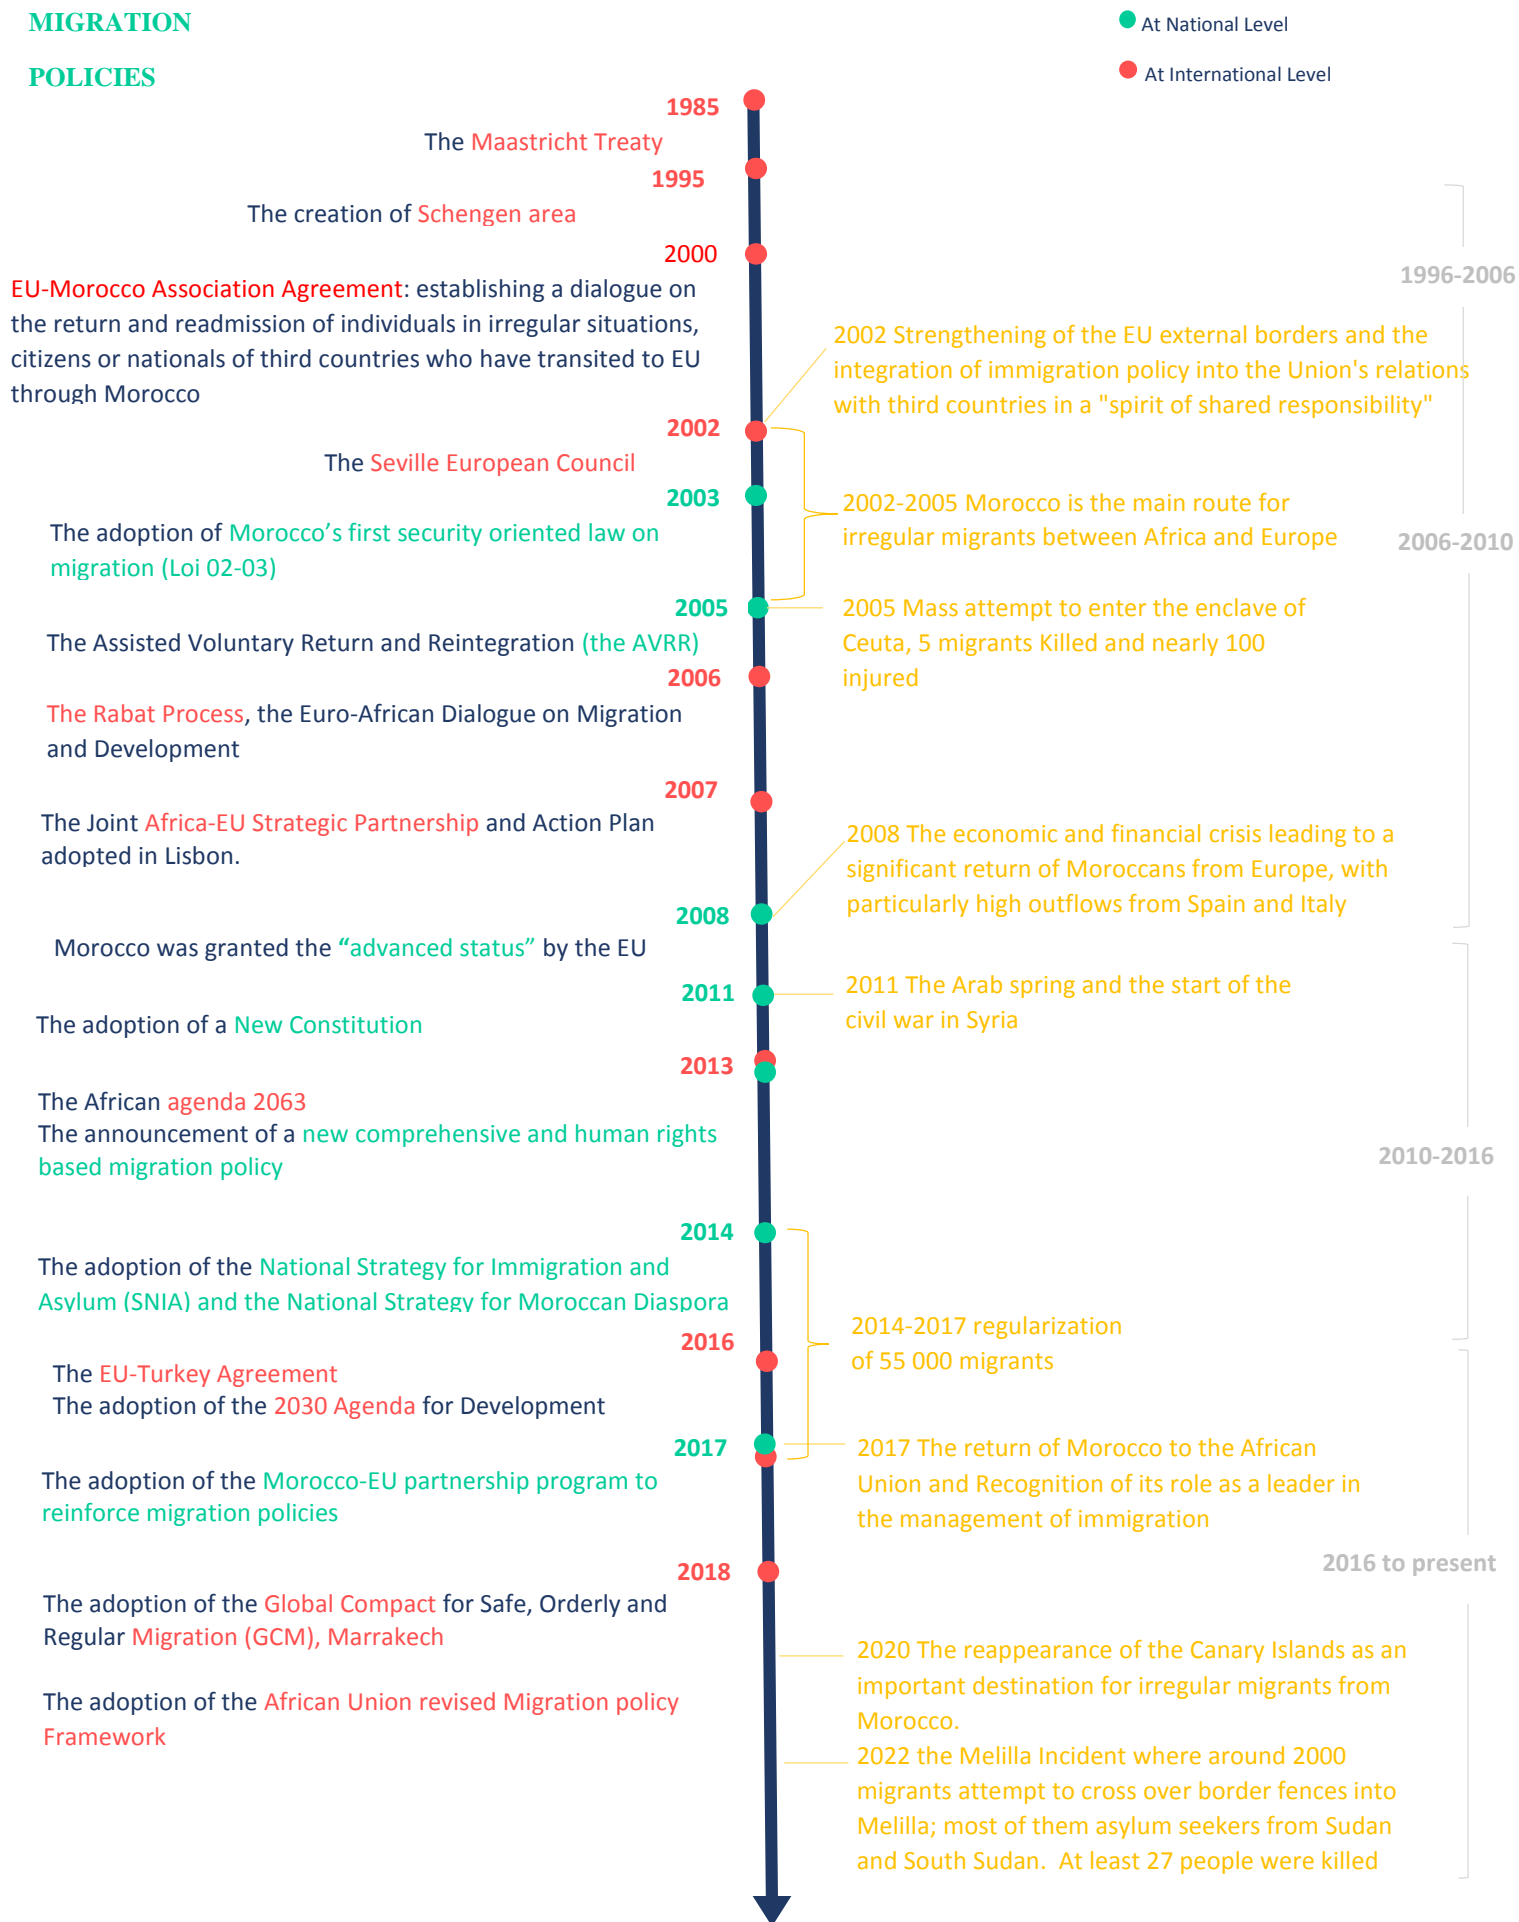 MIGRATION
POLICIES
At National Level
At International Level
1985
The Maastricht Treaty
1995
The creation of Schengen area
2000
EU-Morocco Association Agreement: establishing a dialogue on
the return and readmission of individuals in irregular situations,
citizens or nationals of third countries who have transited to EU
through Morocco
2002
The Seville European Council
2003
The adoption of Morocco's first security oriented law on
migration (Loi 02-03)
2005
The Assisted Voluntary Return and Reintegration (the AVRR)
2006
The Rabat Process, the Euro-African Dialogue on Migration
and Development
2007
The Joint Africa-EU Strategic Partnership and Action Plan
adopted in Lisbon.
2008
Morocco was granted the “advanced status” by the EU
2011
The adoption of a New Constitution
2013
The African agenda 2063
The announcement of a new comprehensive and human rights
based migration policy
2014
The adoption of the National Strategy for Immigration and
Asylum (SNIA) and the National Strategy for Moroccan Diaspora
2016
The EU-Turkey Agreement
The adoption of the 2030 Agenda for Development
2017
The adoption of the Morocco-EU partnership program to
reinforce migration policies
2018
The adoption of the Global Compact for Safe, Orderly and
Regular Migration (GCM), Marrakech
The adoption of the African Union revised Migration policy
Framework
2002 Strengthening of the EU external borders and the
integration of immigration policy into the Union's relations
with third countries in a "spirit of shared responsibility"
2002-2005 Morocco is the main route for
irregular migrants between Africa and Europe
2005 Mass attempt to enter the enclave of
Ceuta, 5 migrants Killed and nearly 100
injured
2008 The economic and financial crisis leading to a
significant return of Moroccans from Europe, with
particularly high outflows from Spain and Italy
2011 The Arab spring and the start of the
civil war in Syria
2014-2017 regularization
of 55 000 migrants
2017 The return of Morocco to the African
Union and Recognition of its role as a leader in
the management of immigration
2020 The reappearance of the Canary Islands as an
important destination for irregular migrants from
Morocco.
2022 the Melilla Incident where around 2000
migrants attempt to cross over border fences into
Melilla; most of them asylum seekers from Sudan
and South Sudan. At least 27 people were killed
1996-2006
2006-2010
2010-2016
2016 to present